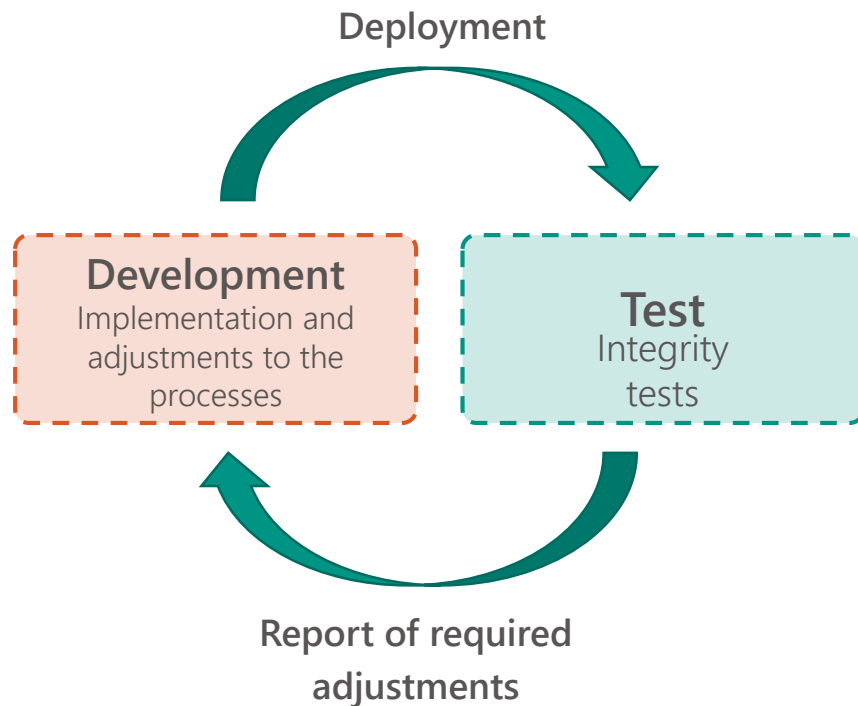 Deployment
Development
Implementation and
adjustments to the
processes
Test
Integrity
tests
Report of required
adjustments